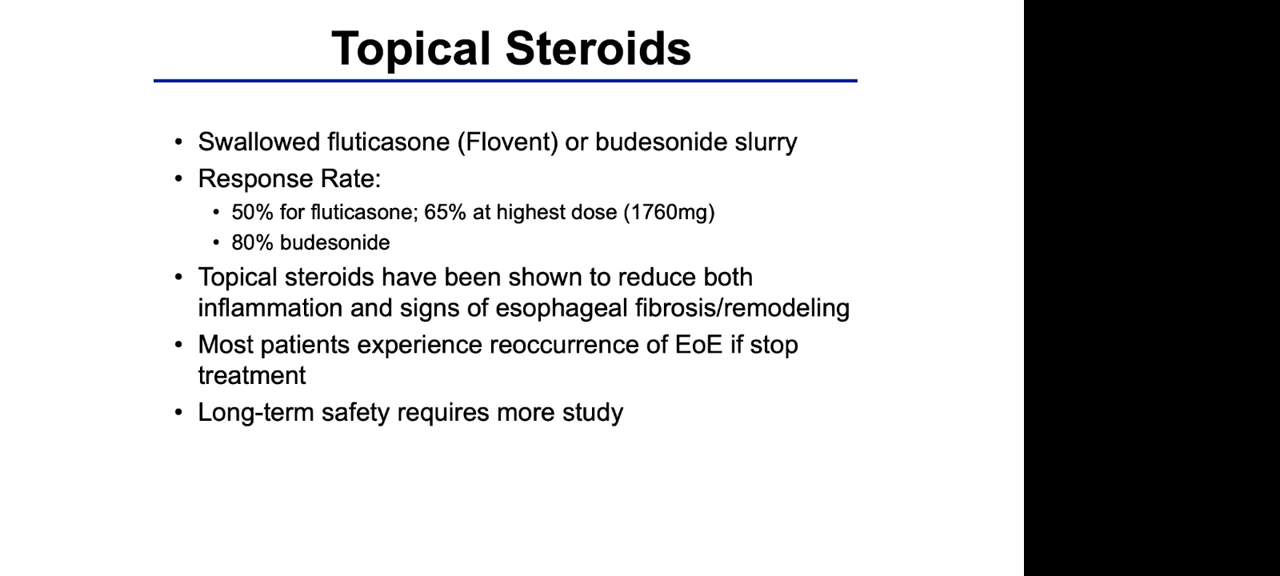 Topical Steroids
• Swallowed fluticasone (Flovent) or budesonide slurry
• Response Rate:
• 50% for fluticasone; 65% at highest dose (1760mg)
• 80% budesonide
• Topical steroids have been shown to reduce both
inflammation and signs of esophageal fibrosis/remodeling
• Most patients experience reoccurrence of EoE if stop
treatment
• Long-term safety requires more study